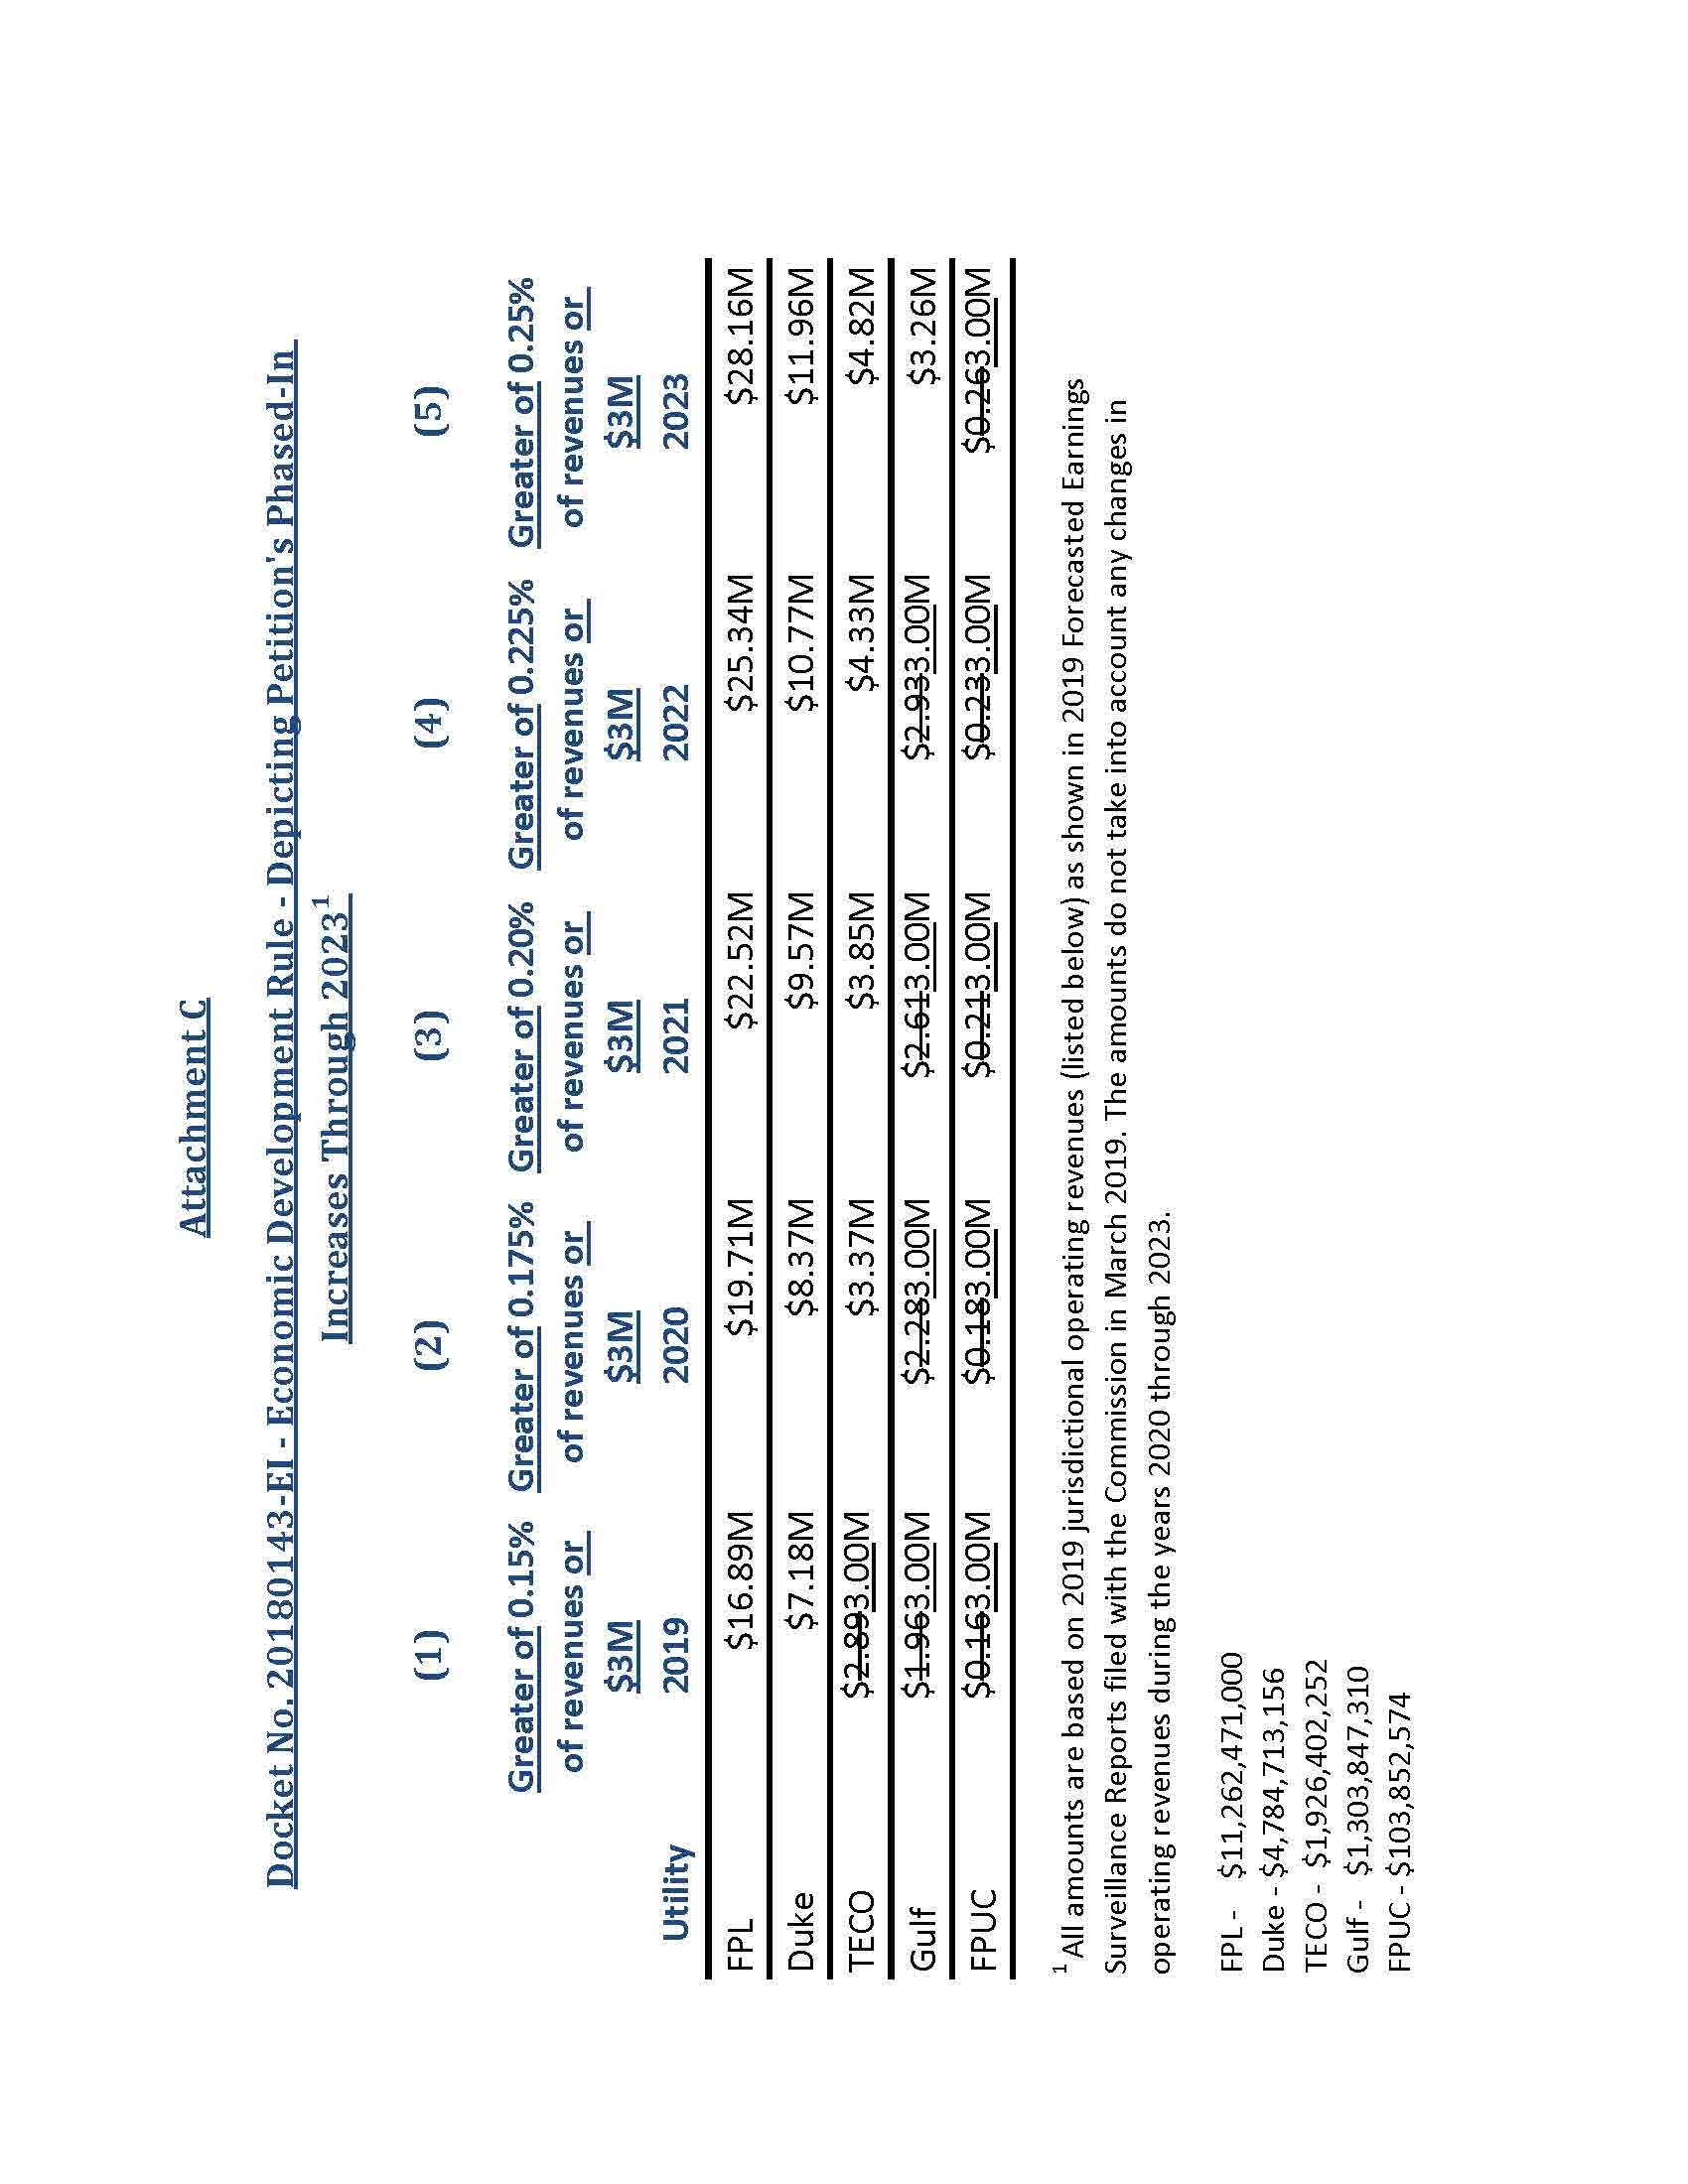 Attachment C
Docket No. 20180143-EI - Economic Development Rule - Depicting Petition's Phased-In
Increases Through 2023¹
(1) (2) (3) (4) (5)
Greater of 0.15% Greater of 0.175% Greater of 0.20% Greater of 0.225% Greater of 0.25%
of revenues or of revenues or of revenues or of revenues or of revenues or
$3M $3M $3M $3M $3M
Utility 2019 2020 2021 2022 2023
FPL $16.89M $19.71M $22.52M $25.34M $28.16M
Duke $7.18M $8.37M $9.57M $10.77M $11.96M
TECO $2.893.00M $3.37M $3.85M $4.33M $4.82M
Gulf $1.963.00M $2.283.00M $2.613.00M $2.933.00M $3.26M
FPUC $0.163.00M $0.183.00M $0.213.00M $0.233.00M $0.263.00M
¹ All amounts are based on 2019 jurisdictional operating revenues (listed below) as shown in 2019 Forecasted Earnings
Surveillance Reports filed with the Commission in March 2019. The amounts do not take into account any changes in
operating revenues during the years 2020 through 2023.
FPL - $11,262,471,000
Duke - $4,784,713,156
TECO - $1,926,402,252
Gulf - $1,303,847,310
FPUC - $103,852,574